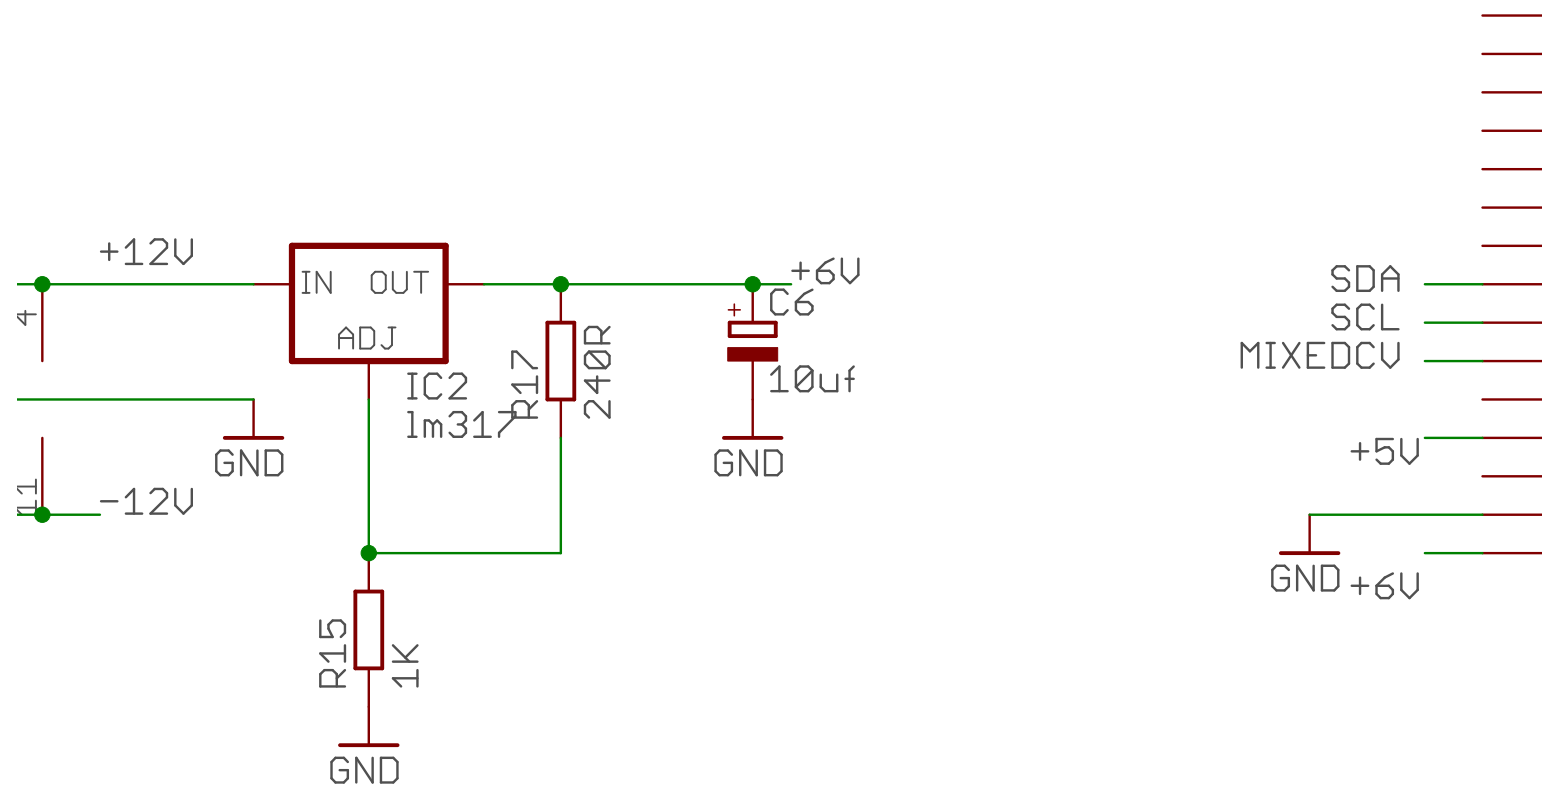 +12V
IN OUT
ADJ
+6V
C6
+
10uf
4
IC2
lm317
R17
240R
GND
GND
11
-12V
R15
1K
GND
SDA
SCL
MIXEDCV
+5V
GND
+6V